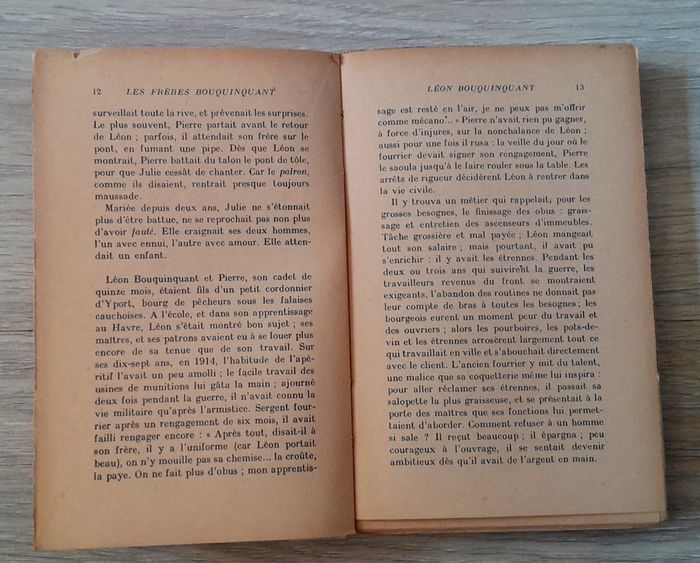 12 LES FRÈRES BOUQUINQUANT
surveillait toute la rive, et prévenait les surprises.
Le plus souvent, Pierre partait avant le retour
de Léon ; parfois, il attendait son frère sur le
pont, en fumant une pipe. Dès que Léon se
montrait, Pierre battait du talon le pont de tôle,
pour que Julie cessât de chanter. Car le patron,
comme ils disaient, rentrait presque toujours
maussade.
Mariée depuis deux ans, Julie ne s'étonnait
plus d'être battue, ne se reprochait pas non plus
d'avoir fauté. Elle craignait ses deux hommes,
l'un avec ennui, l'autre avec amour. Elle atten-
dait un enfant.
Léon Bouquinquant et Pierre, son cadet de
quinze mois, étaient fils d'un petit cordonnier
d'Yport, bourg de pêcheurs sous les falaises
cauchoises. A l'école, et dans son apprentissage
au Havre, Léon s'était montré bon sujet ; ses
maîtres, et ses patrons avaient eu à se louer plus
encore de sa tenue que de son travail. Sur
ses dix-sept ans, en 1914, l'habitude de l'apé-
ritif l'avait un peu amolli ; le facile travail des
usines de munitions lui gâta la main ; ajourné
deux fois pendant la guerre, il n'avait connu la
vie militaire qu'après l'armistice. Sergent four-
rier après un rengagement de six mois, il avait
failli rengager encore : « Après tout, disait-il à
son frère, il y a l'uniforme (car Léon portait
beau), on n'y mouille pas sa chemise... la croûte,
la paye. On ne fait plus d'obus ; mon apprentis-
LÉON BOUQUINQUANT 13
sage est resté en l'air, je ne peux pas m'offrir
comme mécano... » Pierre n'avait rien pu gagner,
à force d'injures, sur la nonchalance de Léon ;
aussi pour une fois il rusa : la veille du jour où le
fourrier devait signer son rengagement, Pierre
le saoula jusqu'à le faire rouler sous la table. Les
arrêts de rigueur décidèrent Léon à rentrer dans
la vie civile.
Il y trouva un métier qui rappelait, pour les
grosses besognes, le finissage des obus : grais-
sage et entretien des ascenseurs d'immeubles.
Tâche grossière et mal payée ; Léon mangeait
tout son salaire ; mais pourtant, il avait pu
s'enrichir : il y avait les étrennes. Pendant les
deux ou trois ans qui suivirent la guerre, les
travailleurs revenus du front se montraient
exigeants, l'abandon des routines ne donnait pas
leur compte de bras à toutes les besognes ; les
bourgeois eurent un moment peur du travail et
des ouvriers ; alors les pourboires, les pots-de-
vin et les étrennes arrosèrent largement tout ce
qui travaillait en ville et s'abouchait directement
avec le client. L'ancien fourrier y mit du talent,
une malice que sa coquetterie même lui inspira :
pour aller réclamer ses étrennes, il passait sa
salopette la plus graisseuse, et se présentait à la
porte des maîtres que ses fonctions lui permet-
taient d'aborder. Comment refuser à un homme
si sale ? Il reçut beaucoup ; il épargna ; peu
courageux à l'ouvrage, il se sentait devenir
ambitieux dès qu'il avait de l'argent en main.